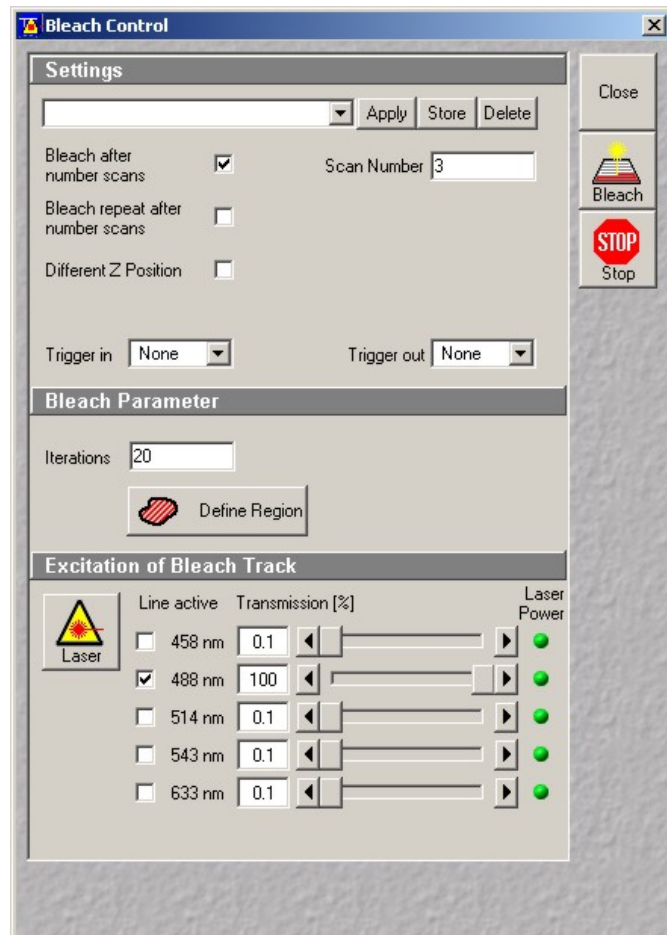 Bleach Control
Settings
Close
Apply Store Delete
Bleach after
number scans
Scan Number 3
Bleach
Bleach repeat after
number scans
STOP
Stop
Different Z Position
Trigger in None
Trigger out None
Bleach Parameter
Iterations 20
Define Region
Excitation of Bleach Track
Laser
Line active Transmission [%] Laser
Power
458 nm 0.1
488 nm 100
514 nm 0.1
543 nm 0.1
633 nm 0.1